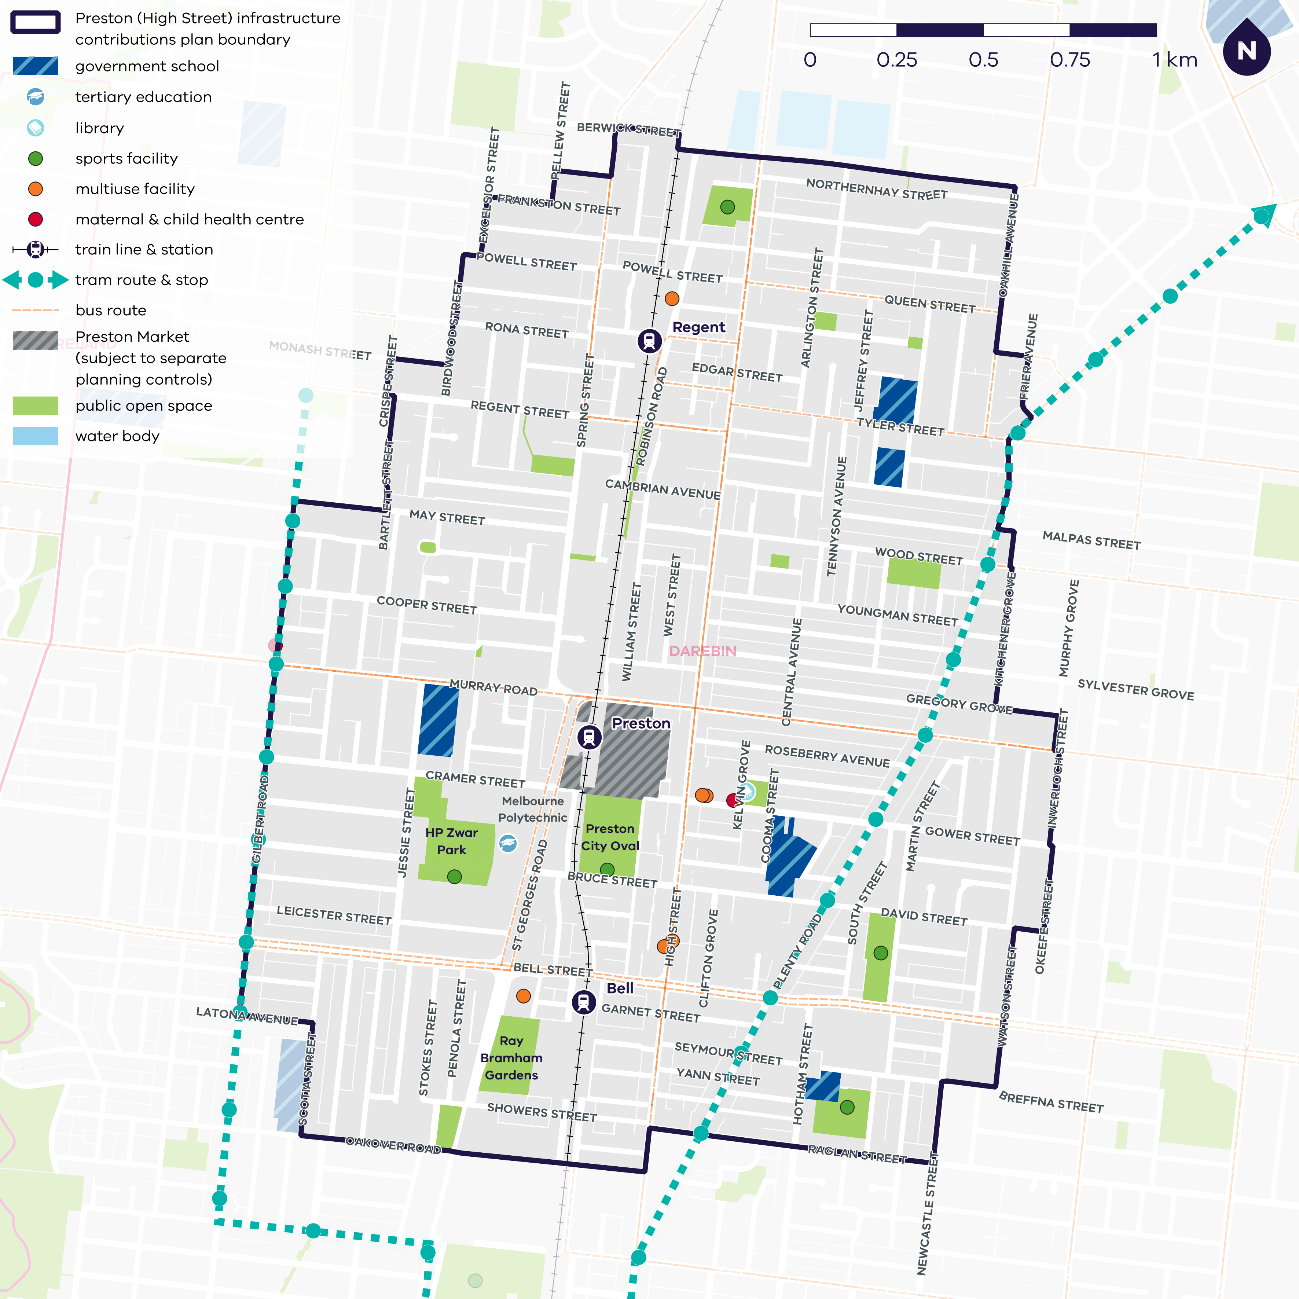 Preston (High Street) infrastructure
contributions plan boundary
government school
tertiary education
library
sports facility
multiuse facility
maternal & child health centre
train line & station
tram route & stop
bus route
Preston Market
(subject to separate
planning controls)
public open space
water body
0 0.25 0.5 0.75 1 km
N
BERWICK STREET
PELLEW STREET
EXCELSIOR STREET
FRANKSTON STREET
NORTHERNHAY STREET
OAKHILL AVENUE
POWELL STREET
POWELL STREET
ARLINGTON STREET
QUEEN STREET
BIRDWOOD STREET
RONA STREET
Regent
JEFFREY STREET
FRIER AVENUE
MONASH STREET
CRISPE STREET
SPRING STREET
EDGAR STREET
ROBINSON ROAD
REGENT STREET
TYLER STREET
BARTLETT STREET
CAMBRIAN AVENUE
TENNYSON AVENUE
MAY STREET
MALPAS STREET
WOOD STREET
WEST STREET
WILLIAM STREET
COOPER STREET
YOUNGMAN STREET
KITCHENER GROVE
MURPHY GROVE
CENTRAL AVENUE
DAREBIN
MURRAY ROAD
SYLVESTER GROVE
GREGORY GROVE
Preston
ROSEBERRY AVENUE
KELVIN GROVE
COOMA STREET
INVERLOCH STREET
CRAMER STREET
Melbourne
Polytechnic
GILBERT ROAD
JESSIE STREET
HP Zwar
Park
Preston
City Oval
MARTIN STREET
GOWER STREET
BRUCE STREET
ST GEORGES ROAD
SOUTH STREET
LEICESTER STREET
HIGH STREET
CLIFTON GROVE
PLENTY ROAD
DAVID STREET
OKEEFE STREET
BELL STREET
Bell
GARNET STREET
WATSON STREET
LATONA AVENUE
STOKES STREET
PENOLA STREET
Ray
Bramham
Gardens
SEYMOUR STREET
YANN STREET
HOTHAM STREET
SCOTIA STREET
SHOWERS STREET
BREFFNA STREET
OAKOVER ROAD
RAGLAN STREET
NEWCASTLE STREET